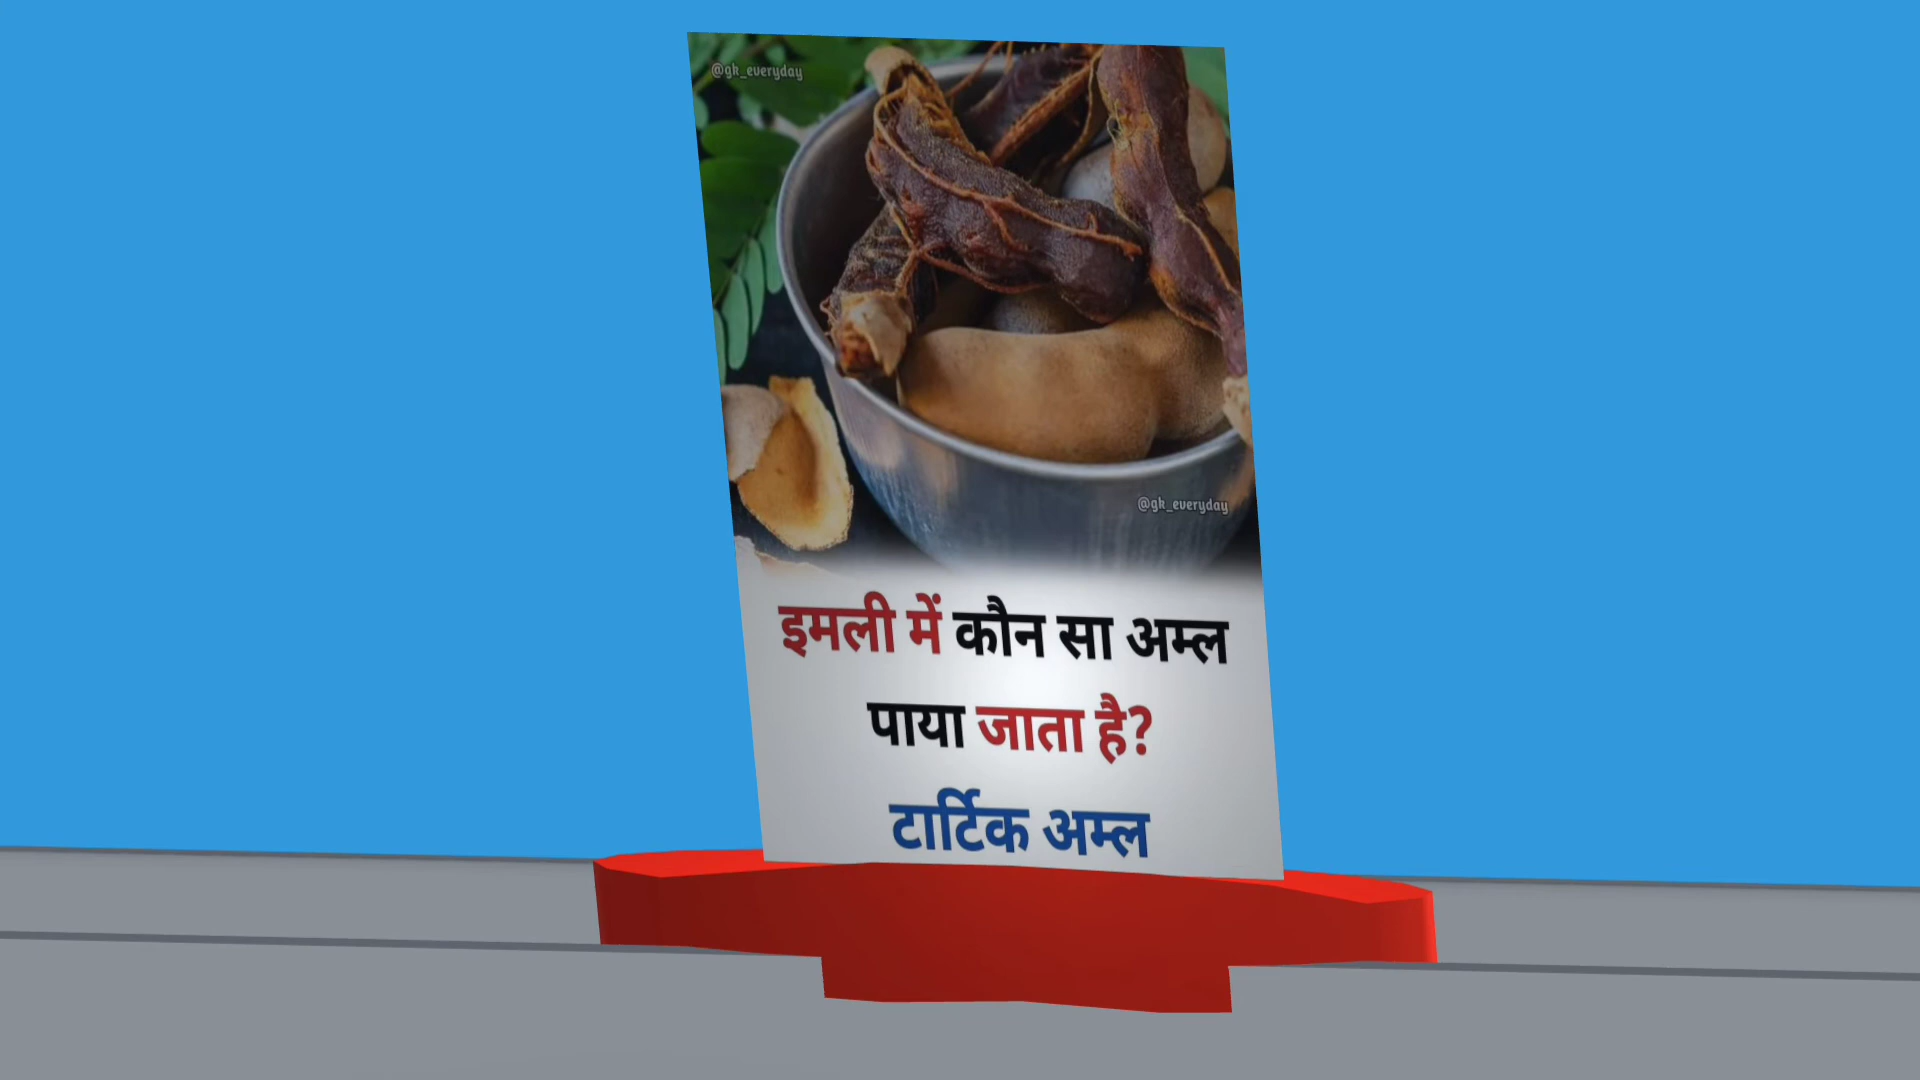 @gk_everyday
@gk_everyday
इमली में कौन सा अम्ल
पाया जाता है?
टार्टिक अम्ल